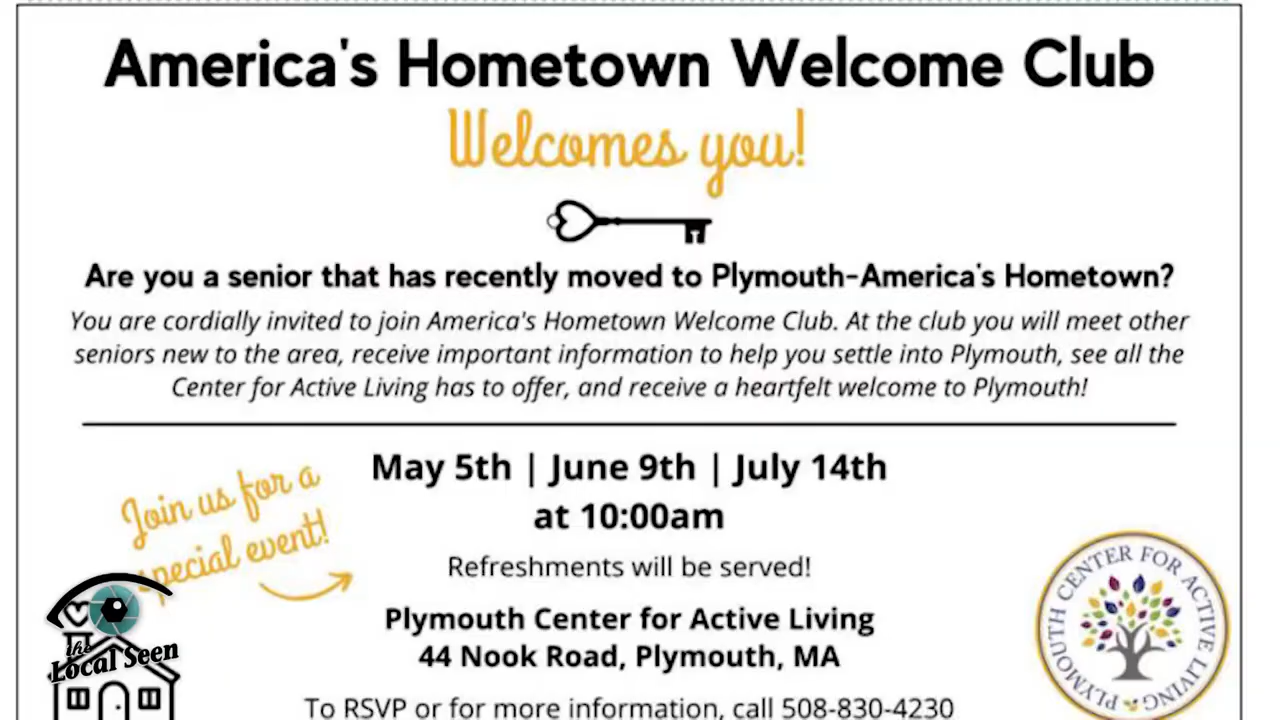 America's Hometown Welcome Club
Welcomes you!
Are you a senior that has recently moved to Plymouth-America's Hometown?
You are cordially invited to join America's Hometown Welcome Club. At the club you will meet other
seniors new to the area, receive important information to help you settle into Plymouth, see all the
Center for Active Living has to offer, and receive a heartfelt welcome to Plymouth!
May 5th | June 9th | July 14th
at 10:00am
Join us for a
special event!
Refreshments will be served!
Plymouth Center for Active Living
44 Nook Road, Plymouth, MA
To RSVP or for more information, call 508-830-4230
The
Local Seen
PLYMOUTH CENTER FOR ACTIVE LIVING